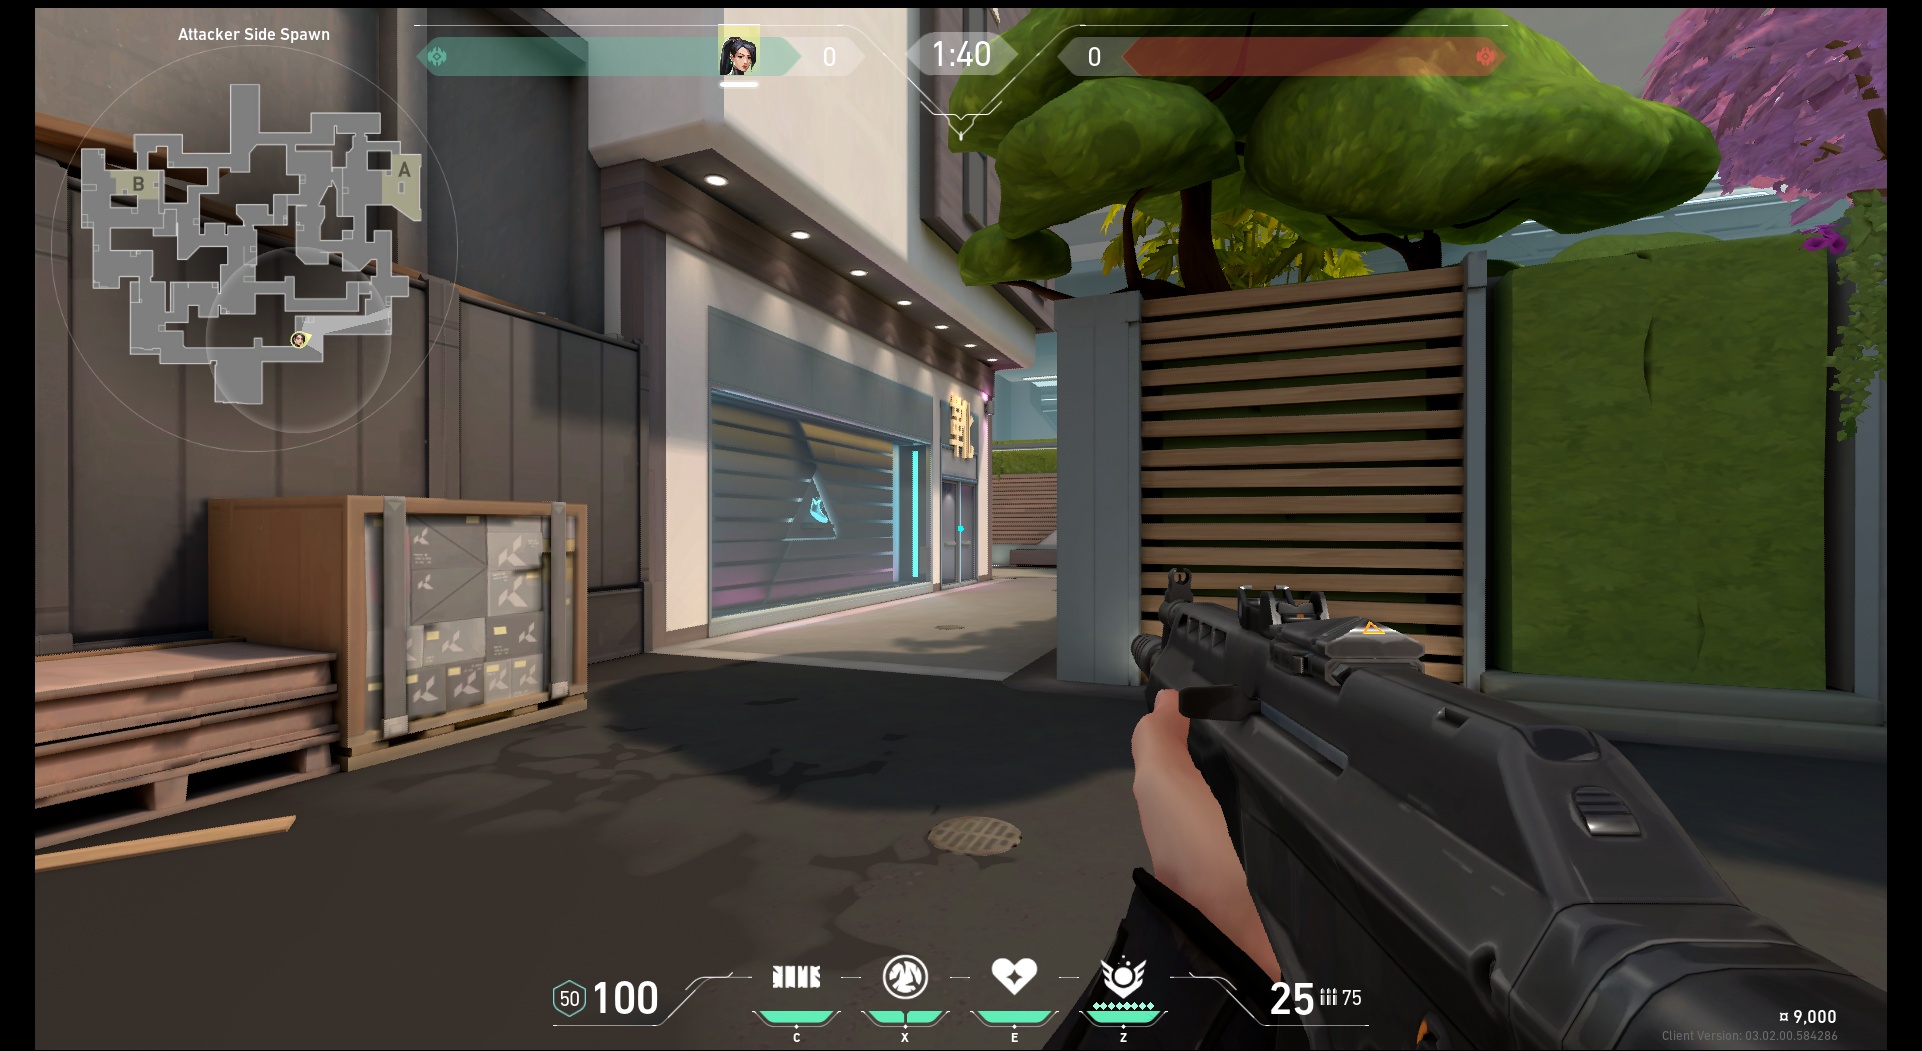 Attacker Side Spawn
0
1:40
0
A
B
50 100
C
X
E
Z
25 75
¤ 9,000
Client Version: 03.02.00.584286